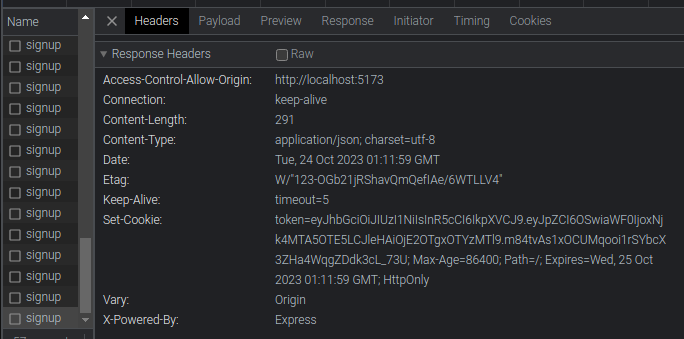 Name
Headers Payload Preview Response Initiator Timing Cookies
signup
signup
signup
signup
signup
signup
signup
signup
signup
signup
signup
signup
signup
signup
Response Headers Raw
Access-Control-Allow-Origin: http://localhost:5173
Connection: keep-alive
Content-Length: 291
Content-Type: application/json; charset=utf-8
Date: Tue, 24 Oct 2023 01:11:59 GMT
Etag: W/"123-OGb21jRShavQmQefIAe/6WTLLV4"
Keep-Alive: timeout=5
Set-Cookie: token=eyJhbGciOiJIUzI1NiIsInR5cCI6IkpXVCJ9.eyJpZCI6OSwiaWF0IjoxNj
k4MTA5OTE5LCJleHAiOjE2OTgxOTYzMTl9.m84tvAs1xOCUMqooi1rSYbcX
3ZHa4WqgZDdk3cL_73U; Max-Age=86400; Path=/; Expires=Wed, 25 Oct
2023 01:11:59 GMT; HttpOnly
Vary: Origin
X-Powered-By: Express